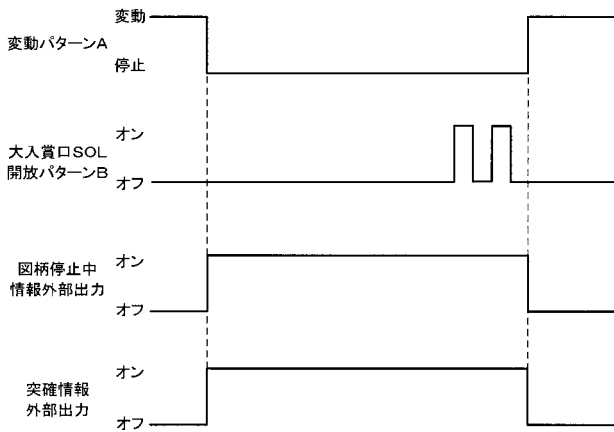 変動
変動パターンA
停止
オン
大入賞口SOL
開放パターンB
オフ
オン
図柄停止中
情報外部出力
オフ
オン
突確情報
外部出力
オフ